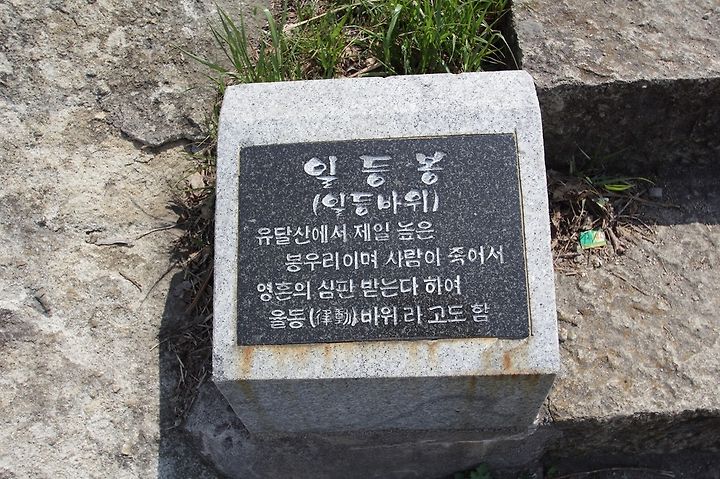 일등봉
(일등바위)
유달산에서 제일 높은
봉우리이며 사람이 죽어서
영혼의 심판 받는다 하여
율동(律動)바위라고도 함